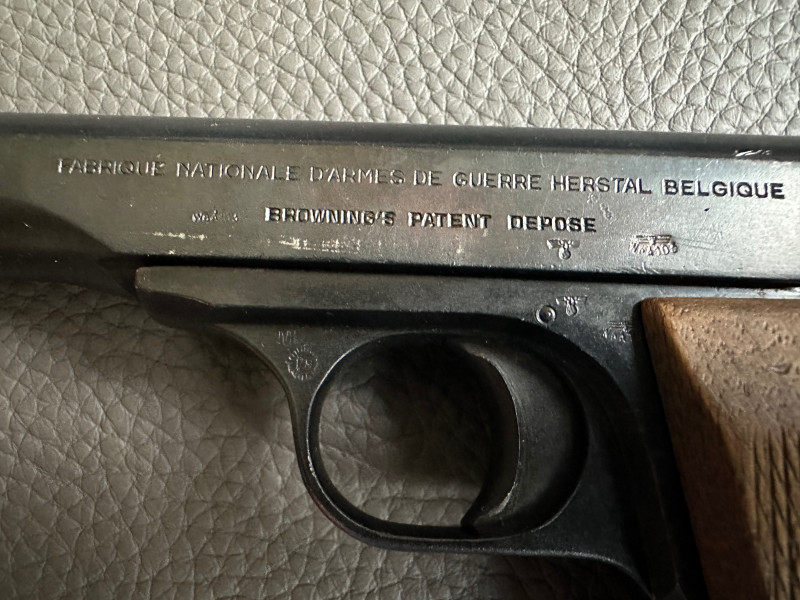 FABRIQUE NATIONALE D'ARMES DE GUERRE HERSTAL BELGIQUE
BROWNING'S PATENT DEPOSE